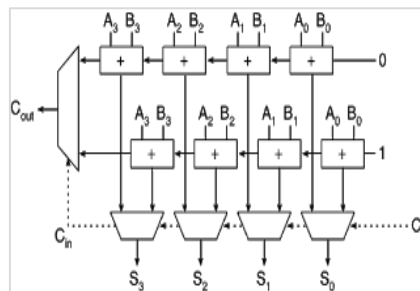 A3 B3 A2 B2 A1 B1 A0 B0
+ + + + 0
Cout
A3 B3 A2 B2 A1 B1 A0 B0
+ + + + 1
Cin C
S3 S2 S1 S0